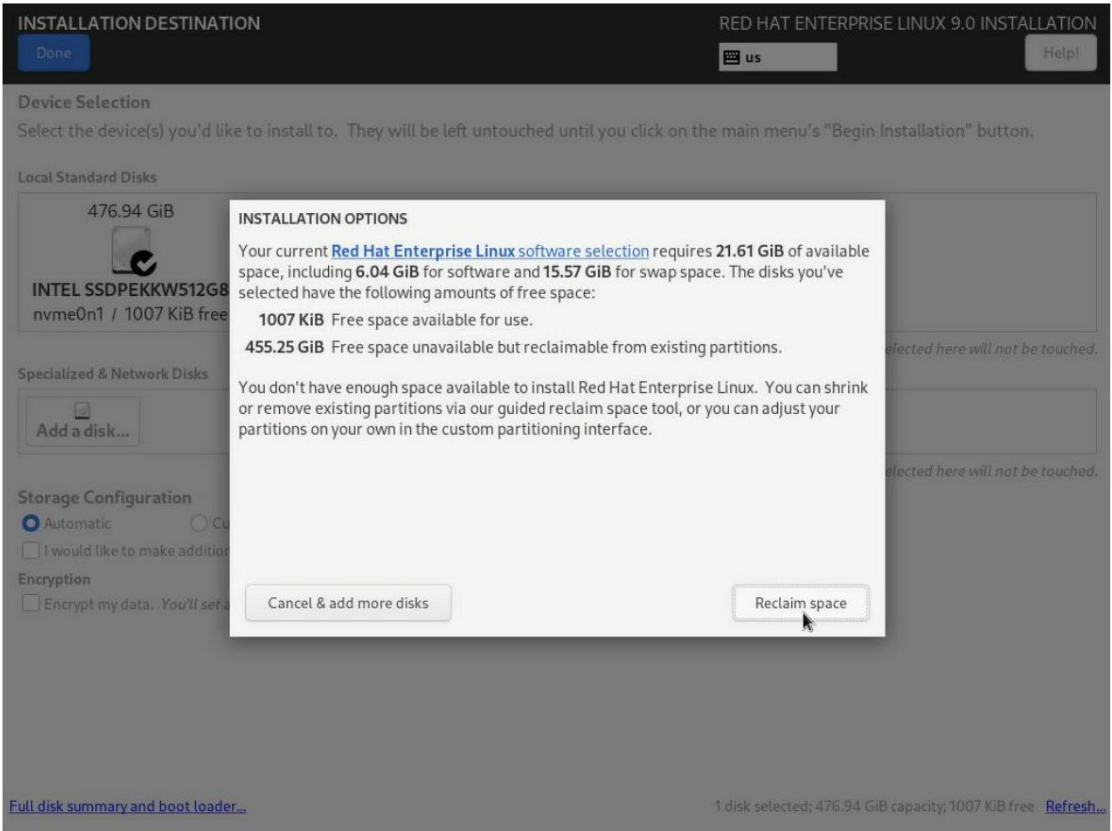 INSTALLATION DESTINATION
RED HAT ENTERPRISE LINUX 9.0 INSTALLATION
Done
us
Help!
Device Selection
Select the device(s) you'd like to install to. They will be left untouched until you click on the main menu's "Begin Installation" button.
Local Standard Disks
476.94 GiB
INTEL SSDPEKKW512G8
nvme0n1 / 1007 KiB free
elected here will not be touched.
Specialized & Network Disks
Add a disk...
elected here will not be touched.
Storage Configuration
Automatic
Cu
I would like to make addition
Encryption
Encrypt my data. You'll set a
INSTALLATION OPTIONS
Your current Red Hat Enterprise Linux software selection requires 21.61 GiB of available
space, including 6.04 GiB for software and 15.57 GiB for swap space. The disks you've
selected have the following amounts of free space:
1007 KiB Free space available for use.
455.25 GiB Free space unavailable but reclaimable from existing partitions.
You don't have enough space available to install Red Hat Enterprise Linux. You can shrink
or remove existing partitions via our guided reclaim space tool, or you can adjust your
partitions on your own in the custom partitioning interface.
Cancel & add more disks
Reclaim space
Full disk summary and boot loader...
1 disk selected; 476.94 GiB capacity; 1007 KiB free Refresh...